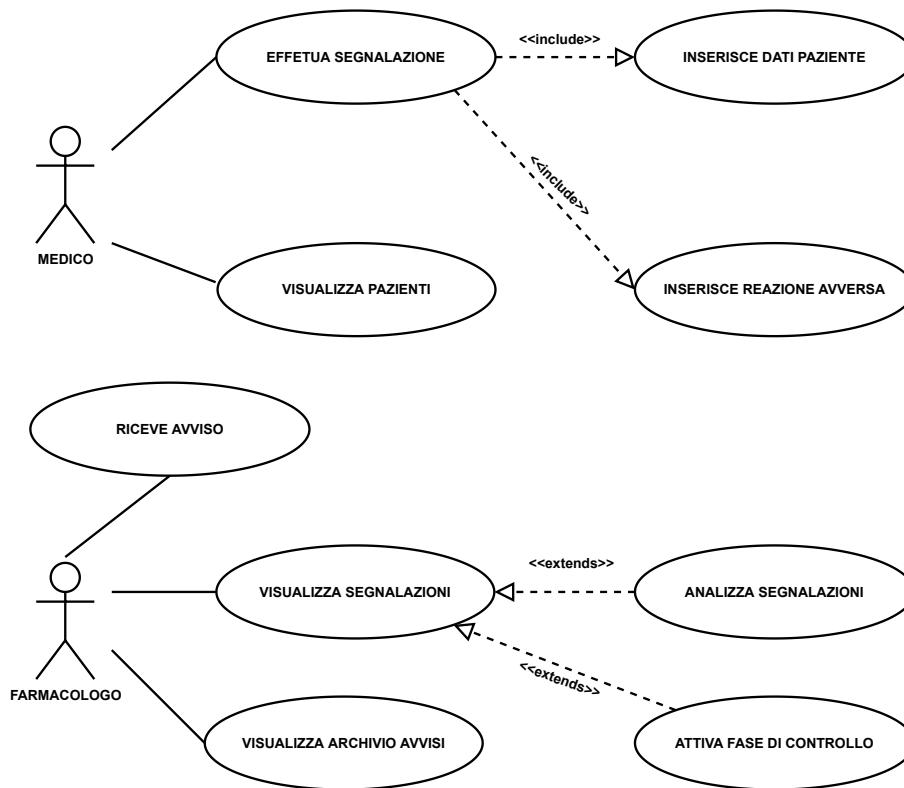 <<include>>
EFFETUA SEGNALAZIONE
INSERISCE DATI PAZIENTE
<<include>>
MEDICO
VISUALIZZA PAZIENTI
INSERISCE REAZIONE AVVERSA
RICEVE AVVISO
<<extends>>
VISUALIZZA SEGNALAZIONI
ANALIZZA SEGNALAZIONI
<<extends>>
FARMACOLOGO
VISUALIZZA ARCHIVIO AVVISI
ATTIVA FASE DI CONTROLLO